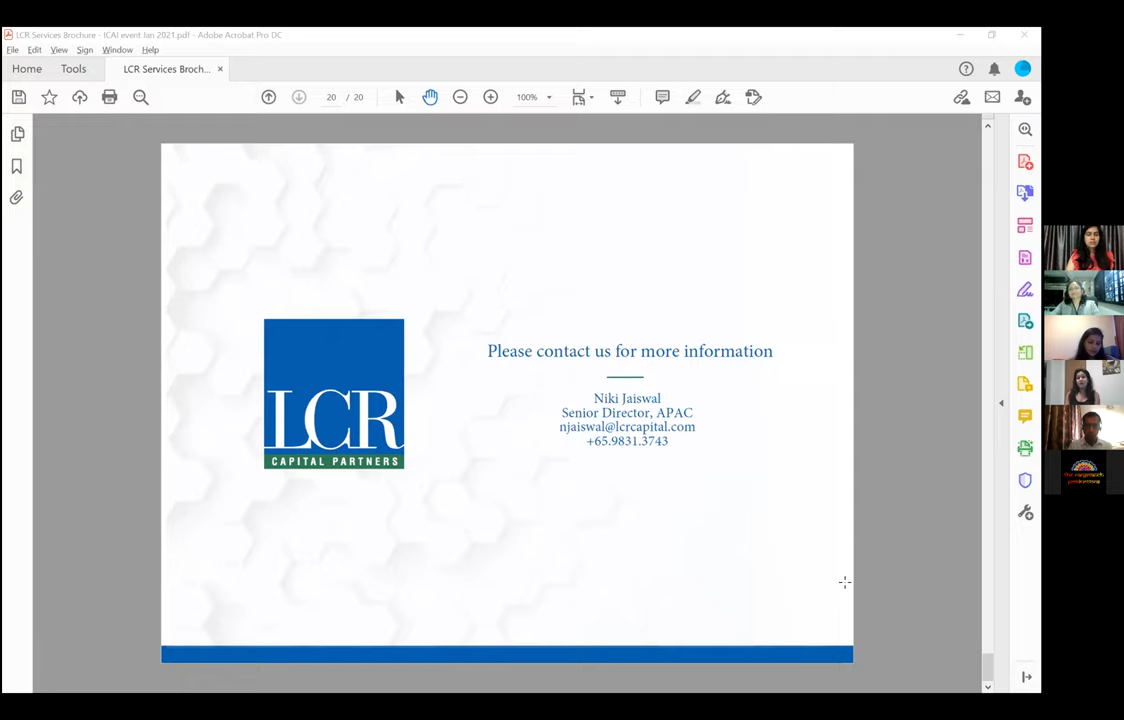 LCR Services Brochure - ICAI event Jan 2021.pdf - Adobe Acrobat Pro DC
File Edit View Sign Window Help
Home Tools LCR Services Broch... ×
20 / 20 100%
Please contact us for more information
Niki Jaiswal
Senior Director, APAC
njaiswal@lcrcapital.com
+65.9831.3743
LCR
CAPITAL PARTNERS